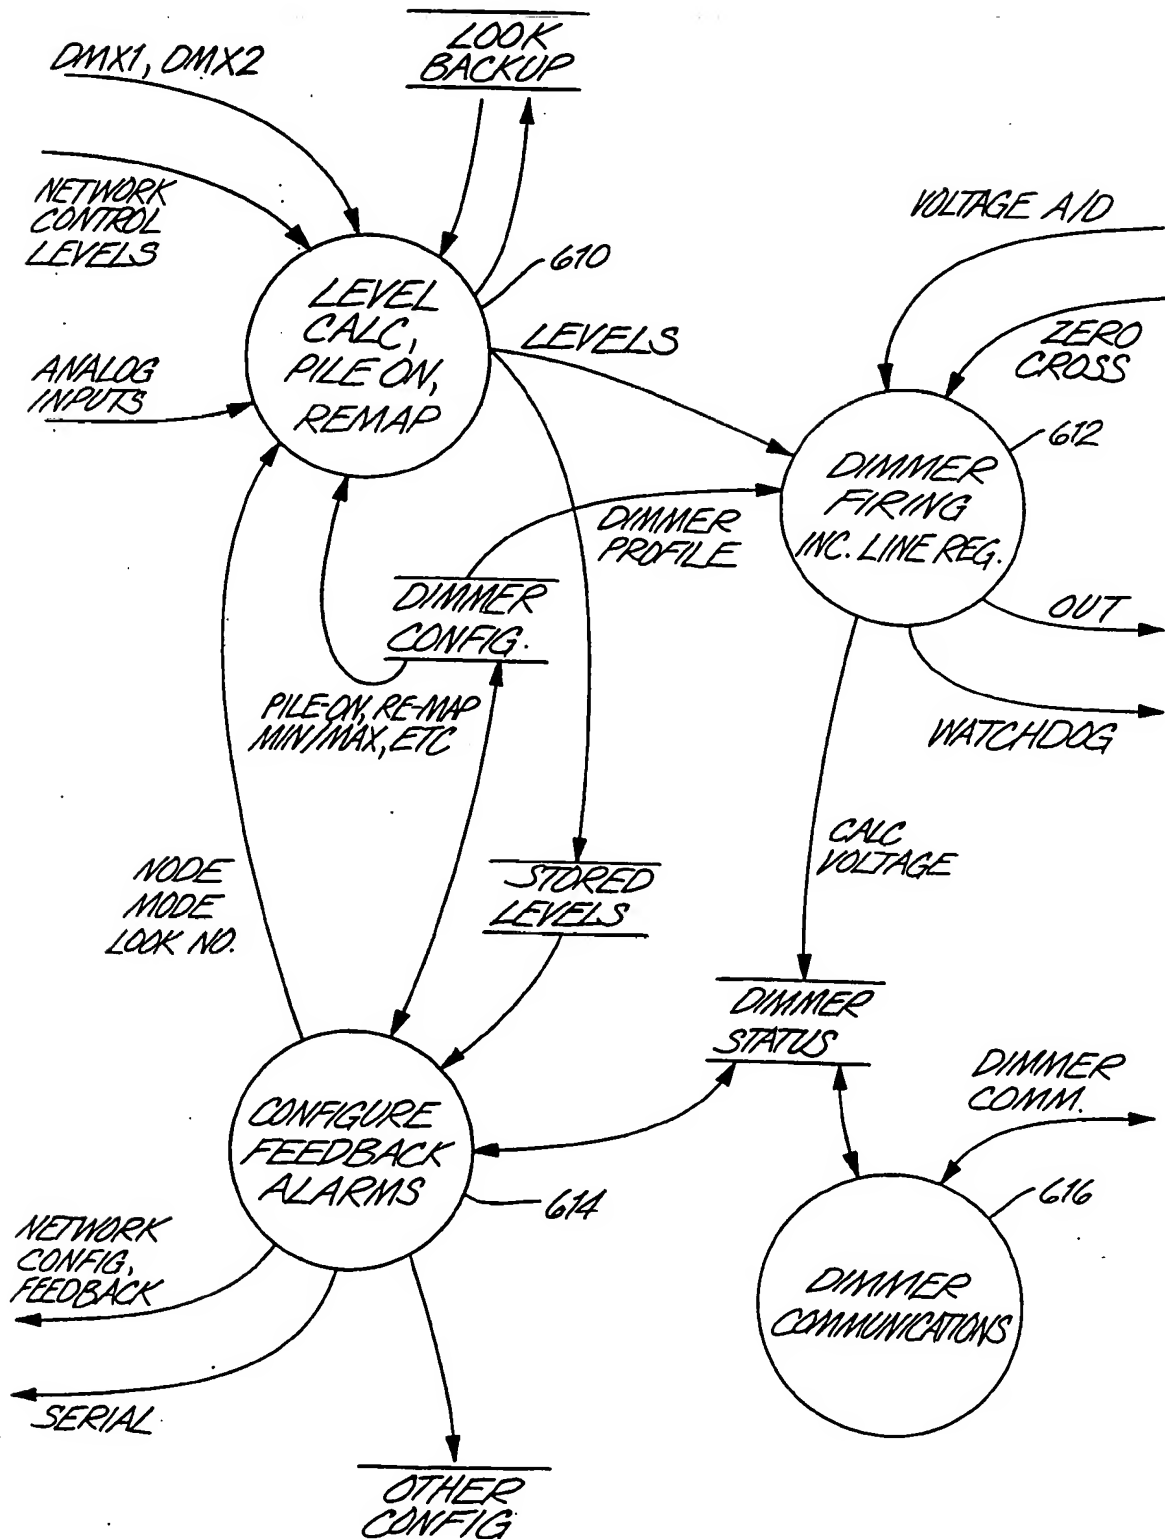 DMX1, DMX2
LOOK
BACKUP
NETWORK
CONTROL
LEVELS
VOLTAGE A/D
610
LEVEL
CALC,
PILE ON,
REMAP
LEVELS
ZERO
CROSS
ANALOG
INPUTS
612
DIMMER
FIRING
INC. LINE REG.
DIMMER
PROFILE
DIMMER
CONFIG.
OUT
PILE-ON, RE-MAP
MIN/MAX, ETC
WATCHDOG
CALC
VOLTAGE
NODE
MODE
LOOK NO.
STORED
LEVELS
DIMMER
STATUS
DIMMER
COMM.
CONFIGURE
FEEDBACK
ALARMS
614
616
NETWORK
CONFIG,
FEEDBACK
DIMMER
COMMUNICATIONS
SERIAL
OTHER
CONFIG